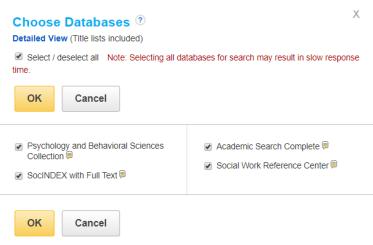 Choose Databases ?
X
Detailed View (Title lists included)
Select / deselect all Note: Selecting all databases for search may result in slow response
time.
OK Cancel
Psychology and Behavioral Sciences
Collection
SocINDEX with Full Text
Academic Search Complete
Social Work Reference Center
OK Cancel